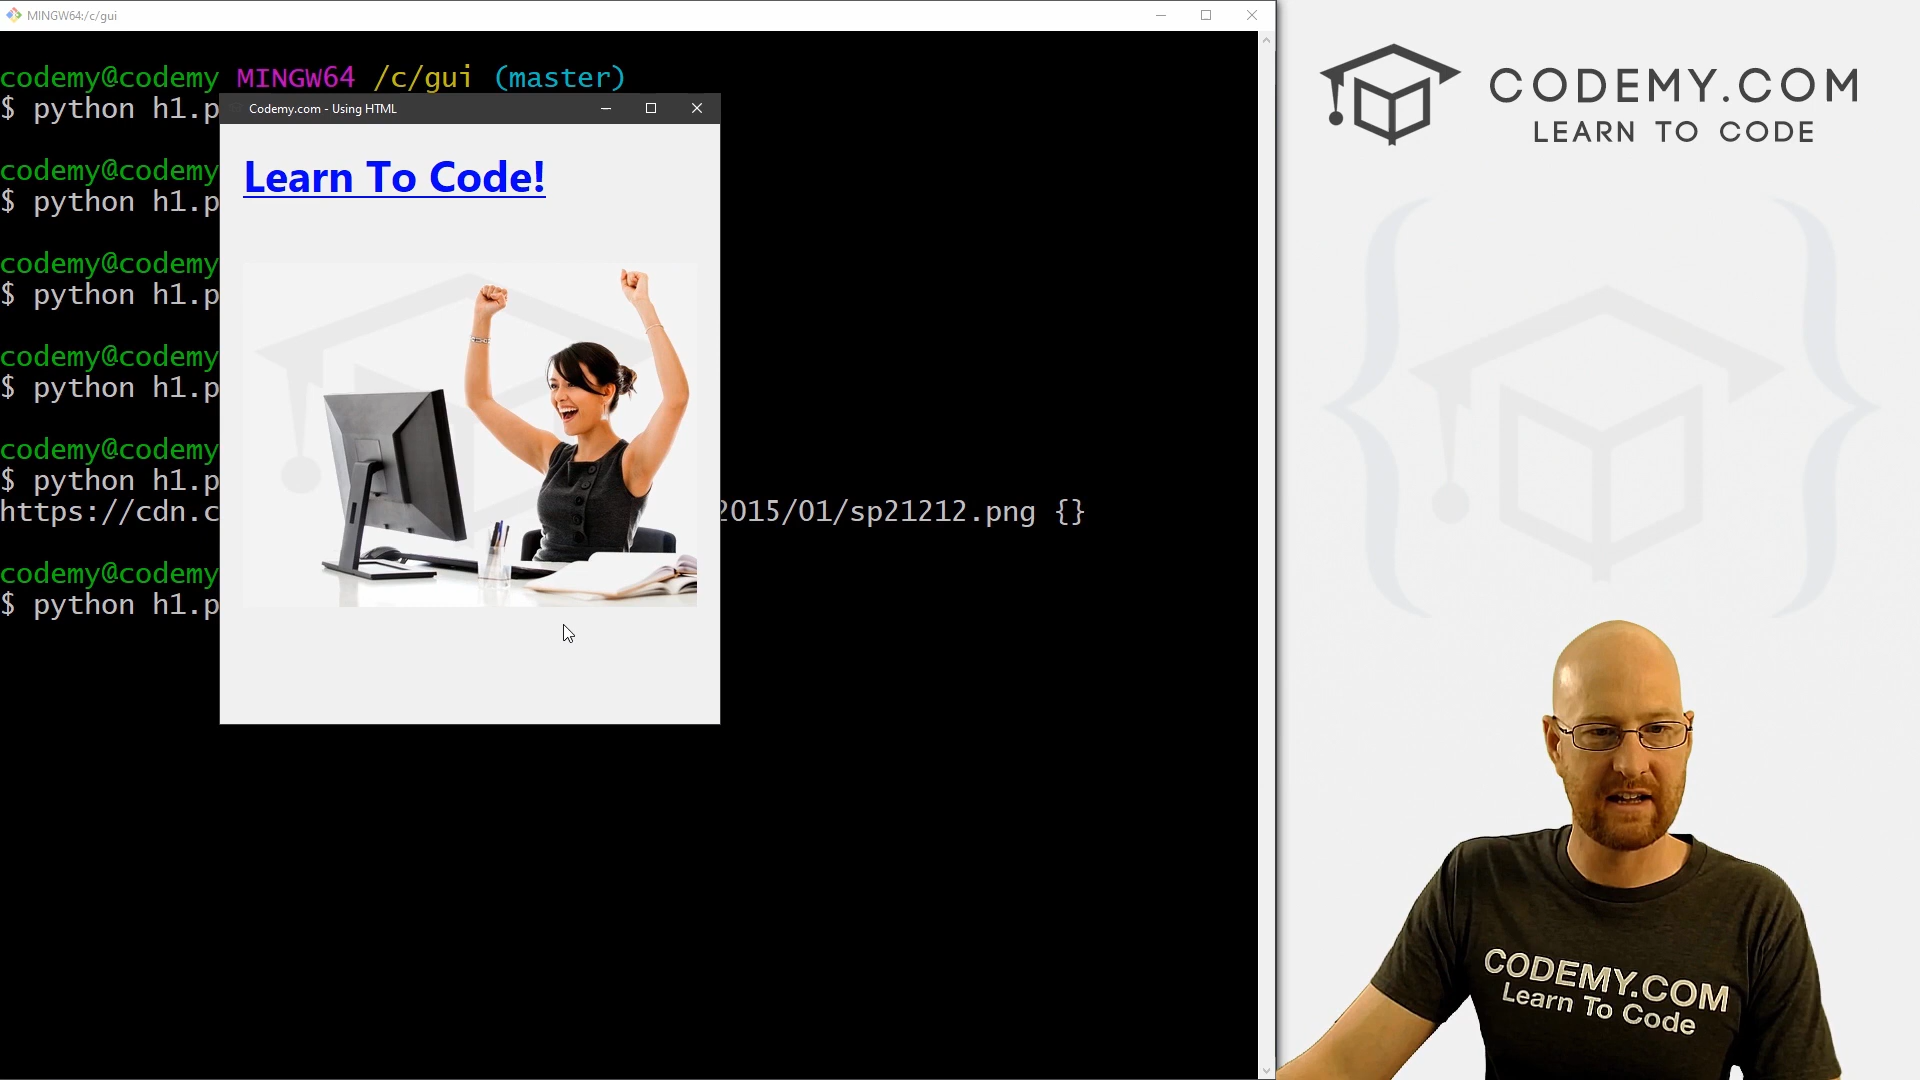 MINGW64:/c/gui
codemy@codemy MINGW64 /c/gui (master)
$ python h1.p
Codemy.com - Using HTML
Learn To Code!
codemy@codemy
$ python h1.p
codemy@codemy
$ python h1.p
codemy@codemy
$ python h1.p
codemy@codemy
$ python h1.p
https://cdn.c 2015/01/sp21212.png {}
codemy@codemy
$ python h1.p
CODEMY.COM
LEARN TO CODE
CODEMY.COM
Learn To Code